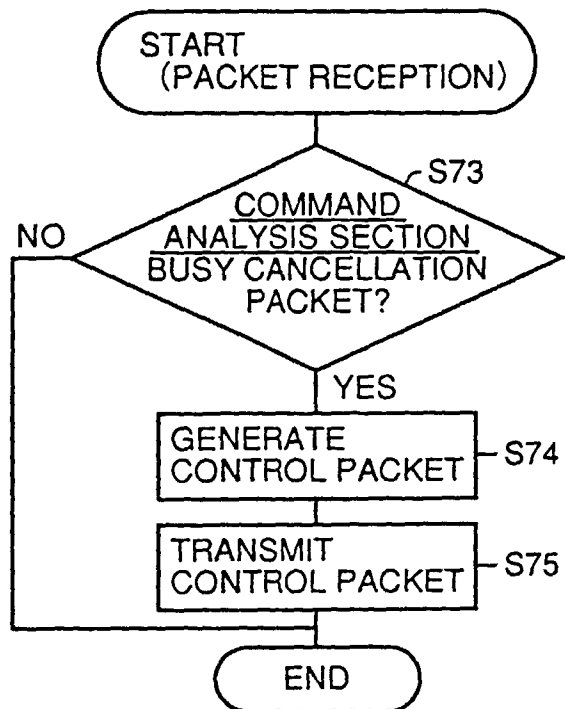 START
(PACKET RECEPTION)
S73
COMMAND
ANALYSIS SECTION
BUSY CANCELLATION
PACKET?
NO
YES
GENERATE
CONTROL PACKET
S74
TRANSMIT
CONTROL PACKET
S75
END